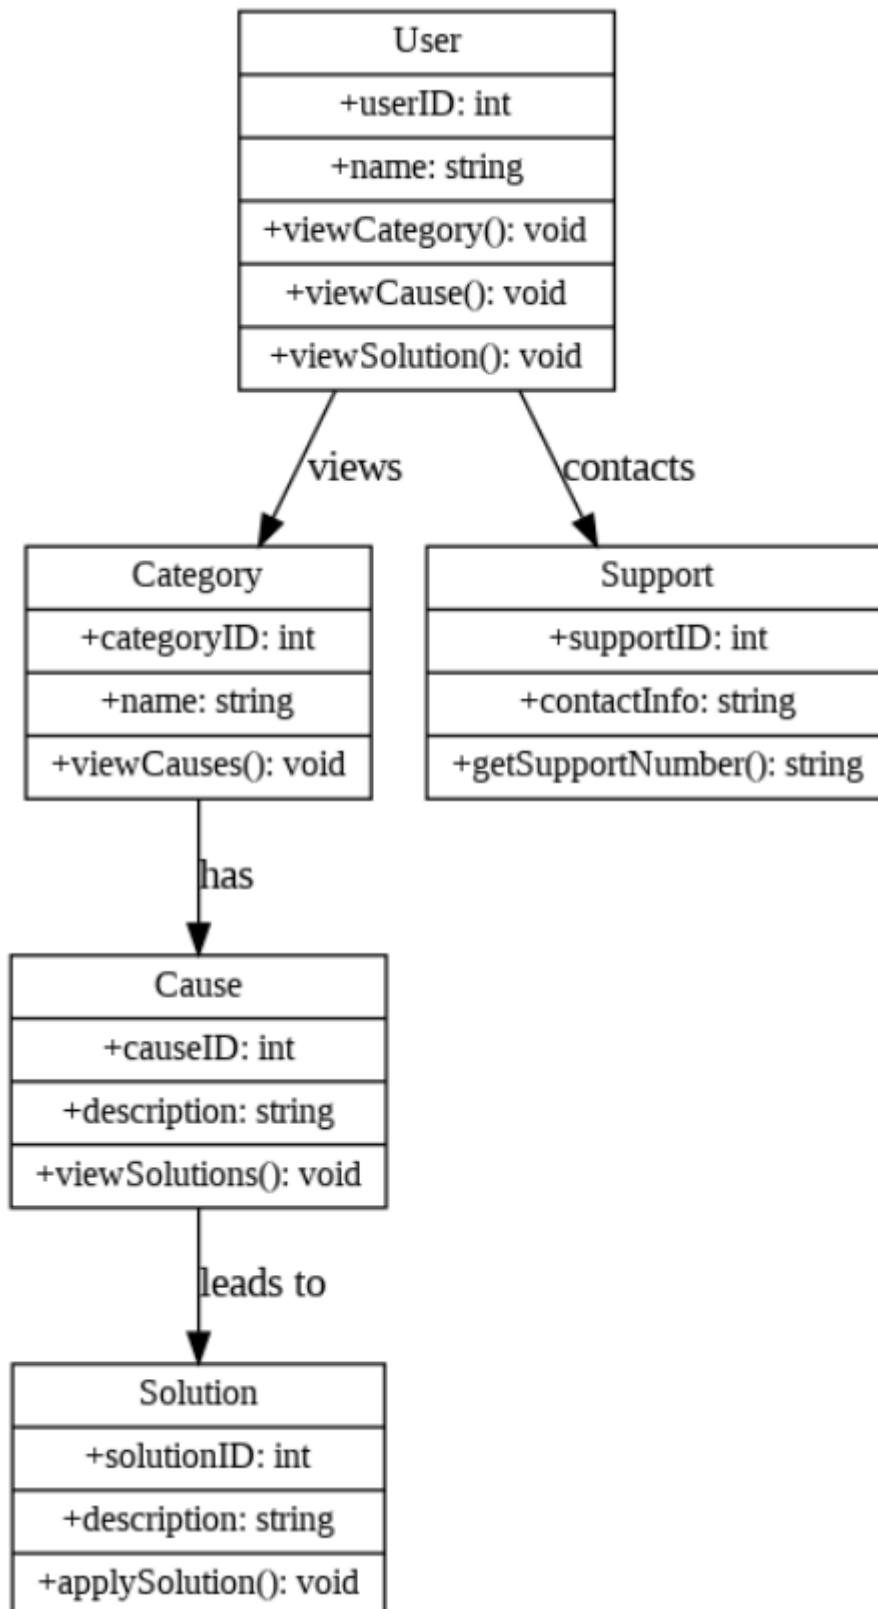 User
+userID: int
+name: string
+viewCategory(): void
+viewCause(): void
+viewSolution(): void
views
contacts
Category
+categoryID: int
+name: string
+viewCauses(): void
Support
+supportID: int
+contactInfo: string
+getSupportNumber(): string
has
Cause
+causeID: int
+description: string
+viewSolutions(): void
leads to
Solution
+solutionID: int
+description: string
+applySolution(): void